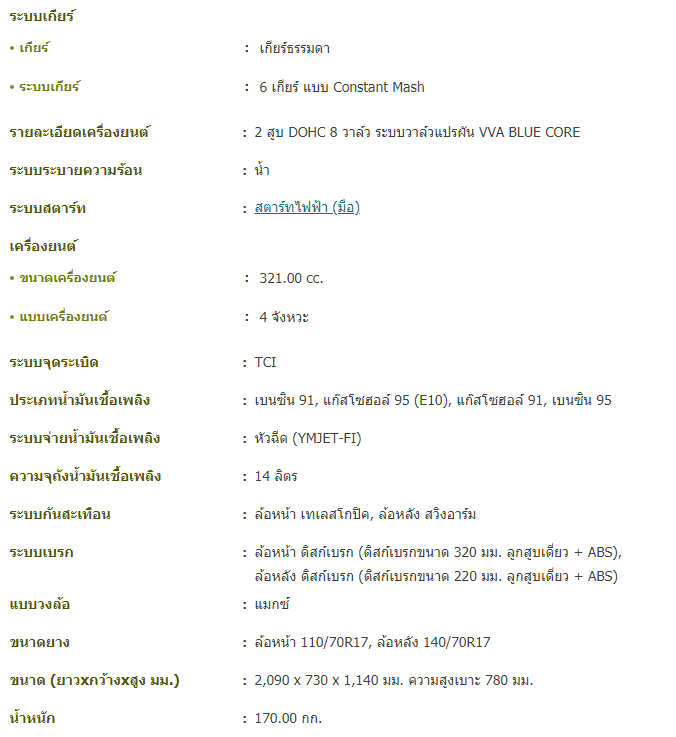 ระบบเกียร์
• เกียร์ : เกียร์ธรรมดา
• ระบบเกียร์ : 6 เกียร์ แบบ Constant Mash
รายละเอียดเครื่องยนต์ : 2 สูบ DOHC 8 วาล์ว ระบบวาล์วแปรผัน VVA BLUE CORE
ระบบระบายความร้อน : น้ำ
ระบบสตาร์ท : สตาร์ทไฟฟ้า (มือ)
เครื่องยนต์
• ขนาดเครื่องยนต์ : 321.00 cc.
• แบบเครื่องยนต์ : 4 จังหวะ
ระบบจุดระเบิด : TCI
ประเภทน้ำมันเชื้อเพลิง : เบนซิน 91, แก๊สโซฮอล์ 95 (E10), แก๊สโซฮอล์ 91, เบนซิน 95
ระบบจ่ายน้ำมันเชื้อเพลิง : หัวฉีด (YMJET-FI)
ความจุถังน้ำมันเชื้อเพลิง : 14 ลิตร
ระบบกันสะเทือน : ล้อหน้า เทเลสโกปิค, ล้อหลัง สวิงอาร์ม
ระบบเบรก : ล้อหน้า ดิสก์เบรก (ดิสก์เบรกขนาด 320 มม. ลูกสูบเดี่ยว + ABS),
ล้อหลัง ดิสก์เบรก (ดิสก์เบรกขนาด 220 มม. ลูกสูบเดี่ยว + ABS)
แบบวงล้อ : แมกซ์
ขนาดยาง : ล้อหน้า 110/70R17, ล้อหลัง 140/70R17
ขนาด (ยาวxกว้างxสูง มม.) : 2,090 x 730 x 1,140 มม. ความสูงเบาะ 780 มม.
น้ำหนัก : 170.00 กก.